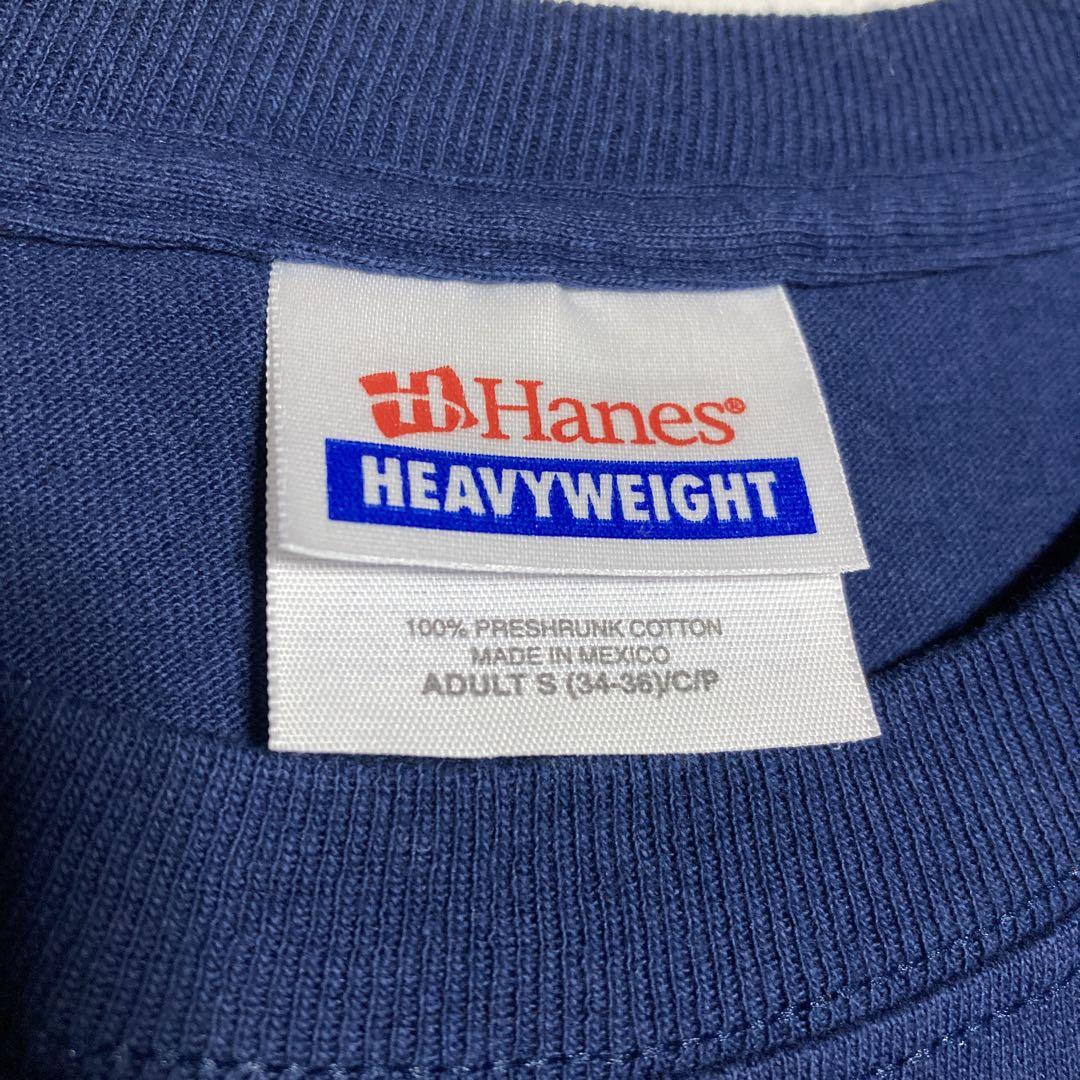 H Hanes®
HEAVYWEIGHT
100% PRESHRUNK COTTON
MADE IN MEXICO
ADULT S (34-36)/C/P